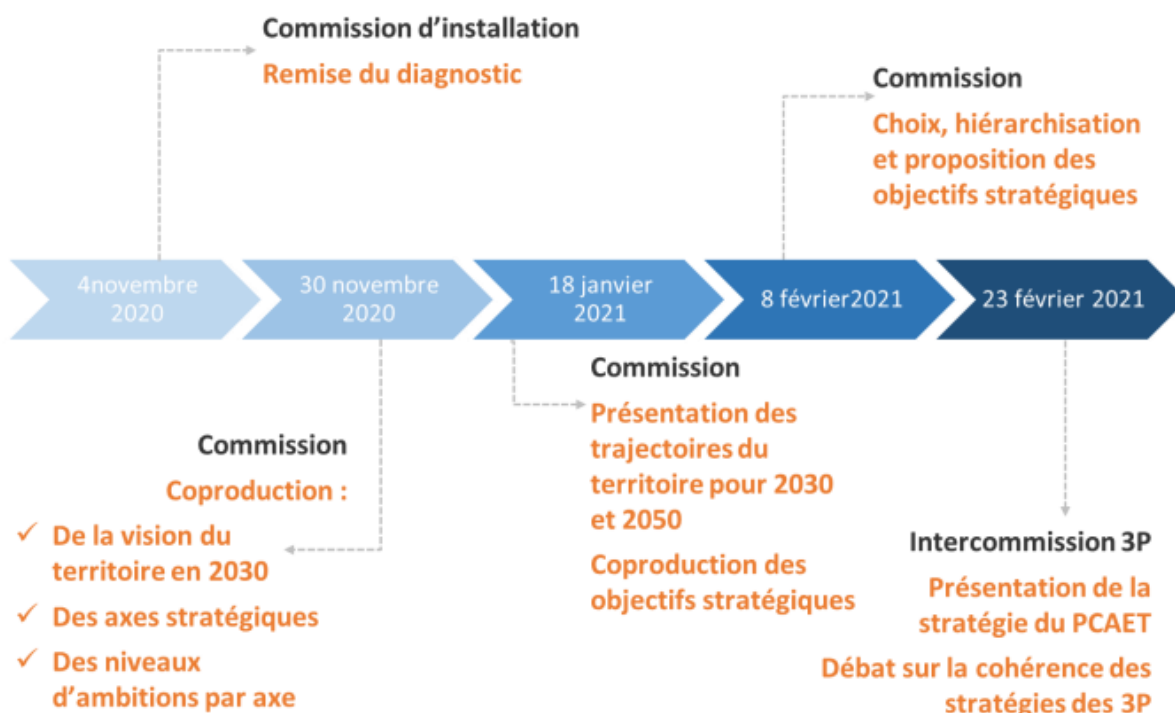 Commission d'installation
Remise du diagnostic
Commission
Choix, hiérarchisation
et proposition des
objectifs stratégiques
4novembre
2020
30 novembre
2020
18 janvier
2021
8 février2021
23 février 2021
Commission
Coproduction :
✓ De la vision du
territoire en 2030
✓ Des axes stratégiques
✓ Des niveaux
d'ambitions par axe
Commission
Présentation des
trajectoires du
territoire pour 2030
et 2050
Coproduction des
objectifs stratégiques
Intercommission 3P
Présentation de la
stratégie du PCAET
Débat sur la cohérence des
stratégies des 3P